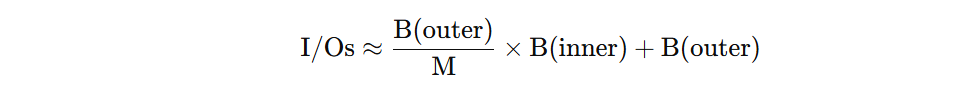 I/Os ≈ B(outer)/M × B(inner) + B(outer)